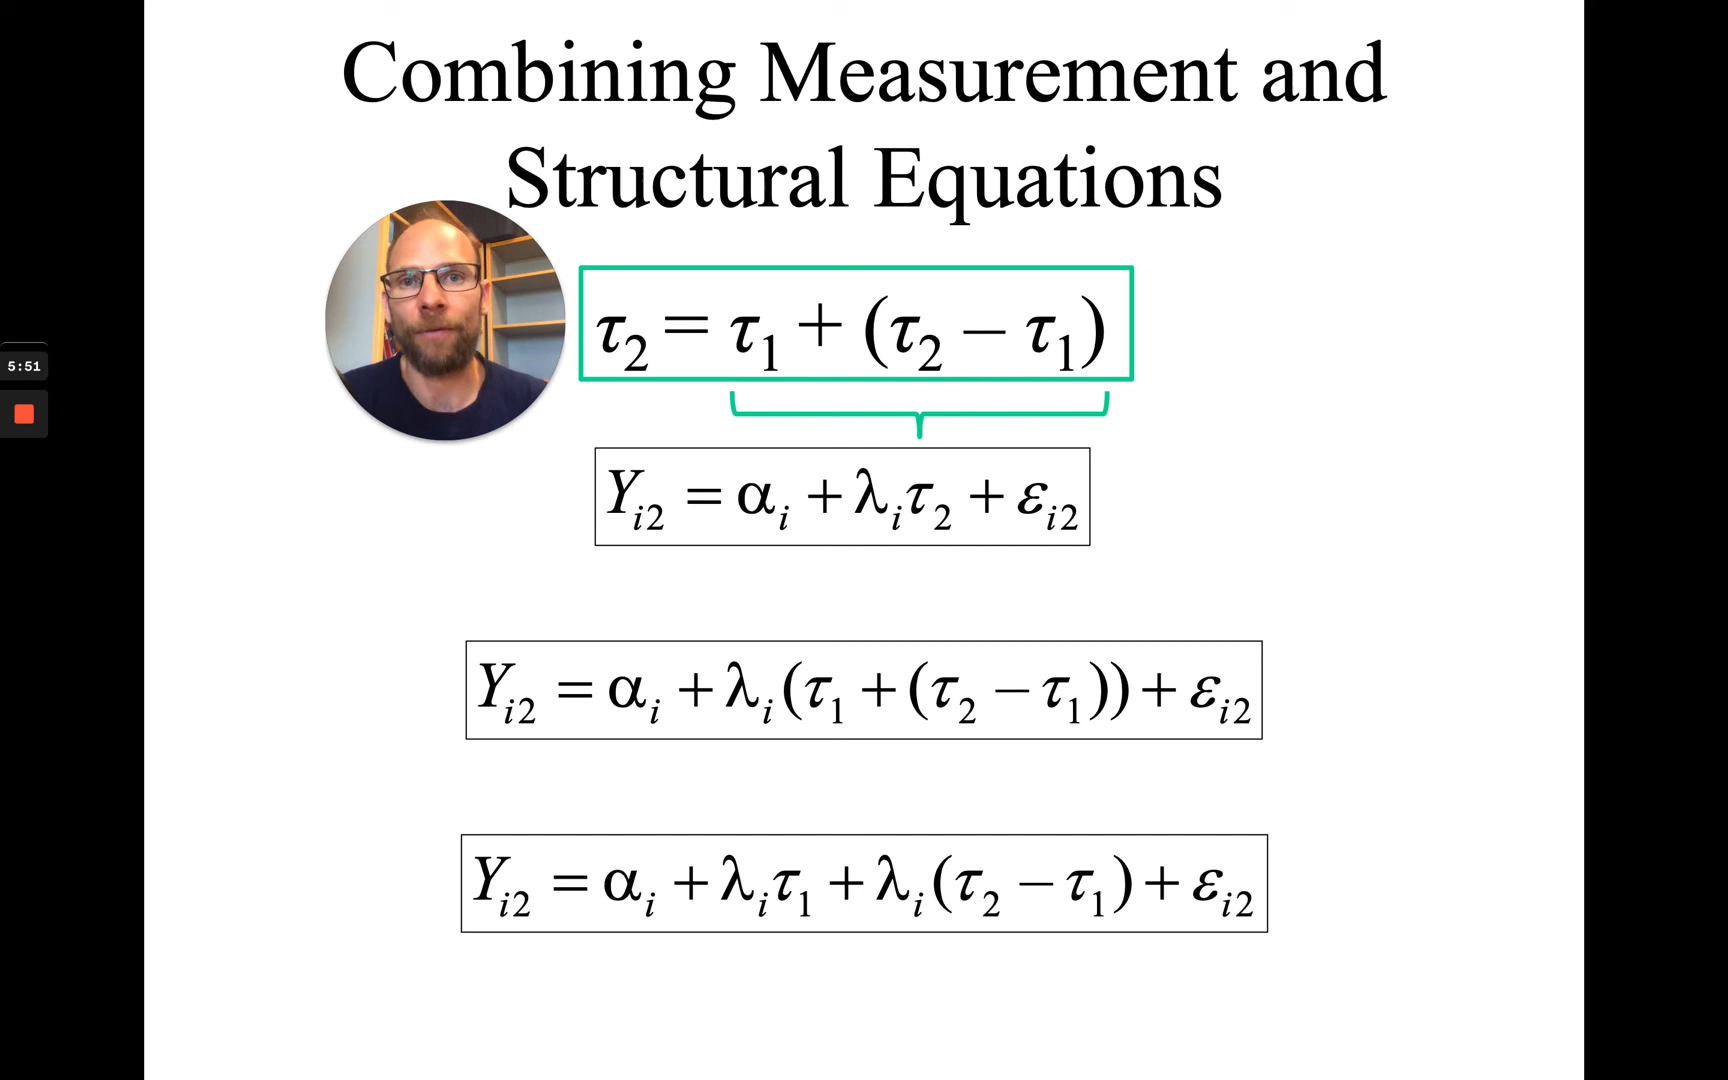 Combining Measurement and
Structural Equations
τ₂ = τ₁ + (τ₂ − τ₁)
5:51
Yᵢ₂ = αᵢ + λᵢτ₂ + εᵢ₂
Yᵢ₂ = αᵢ + λᵢ(τ₁ + (τ₂ − τ₁)) + εᵢ₂
Yᵢ₂ = αᵢ + λᵢτ₁ + λᵢ(τ₂ − τ₁) + εᵢ₂